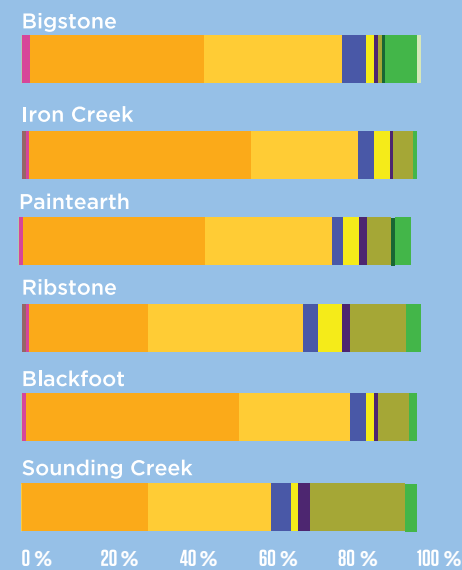 Bigstone
Iron Creek
Paintearth
Ribstone
Blackfoot
Sounding Creek
0 % 20 % 40 % 60 % 80 % 100 %